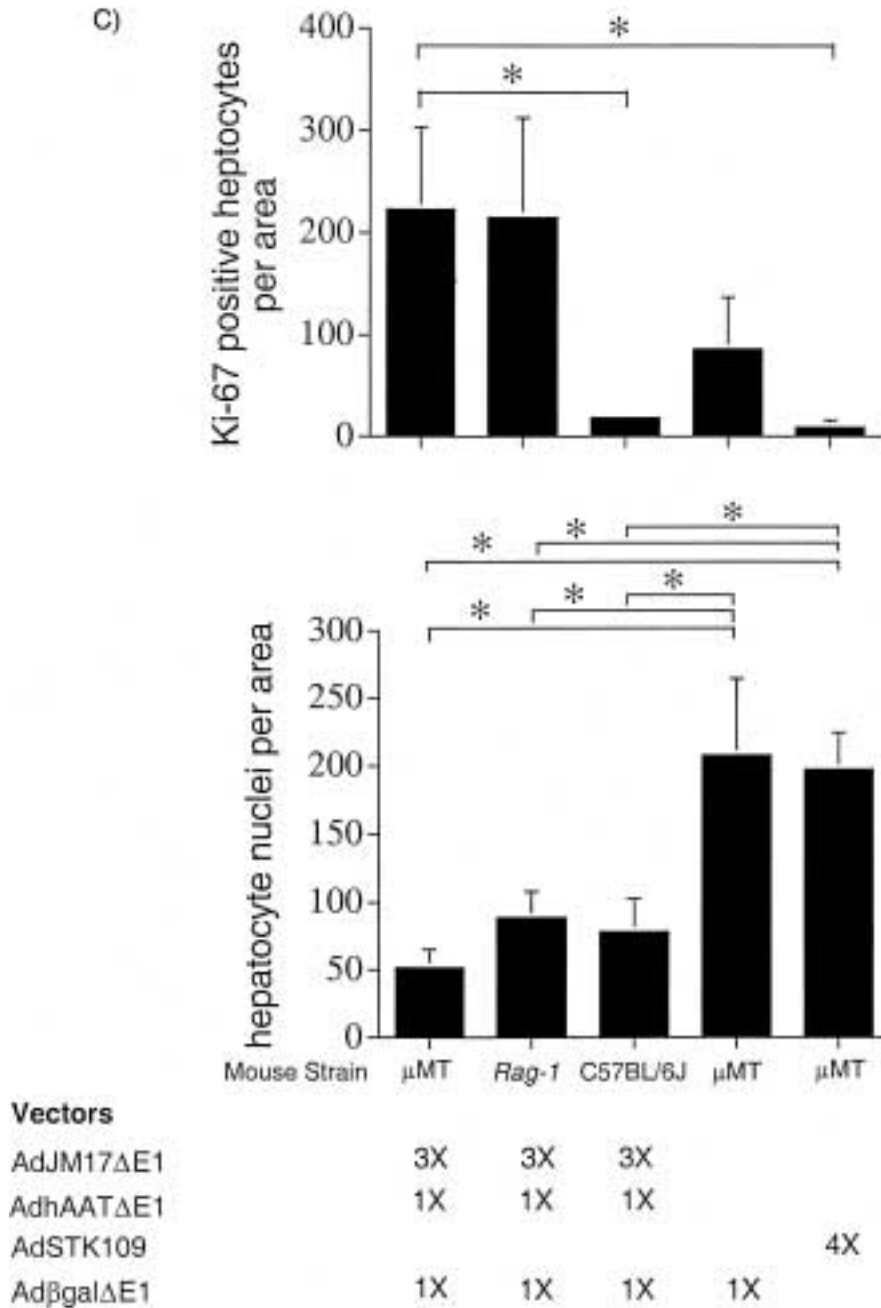 C)
Ki-67 positive heptocytes
per area
400
300
200
100
0
*
*
hepatocyte nuclei per area
300
250
200
150
100
50
0
*
*
*
*
*
*
Mouse Strain μMT Rag-1 C57BL/6J μMT μMT
Vectors
AdJM17ΔE1 3X 3X 3X
AdhAATΔE1 1X 1X 1X
AdSTK109 4X
AdβgalΔE1 1X 1X 1X 1X